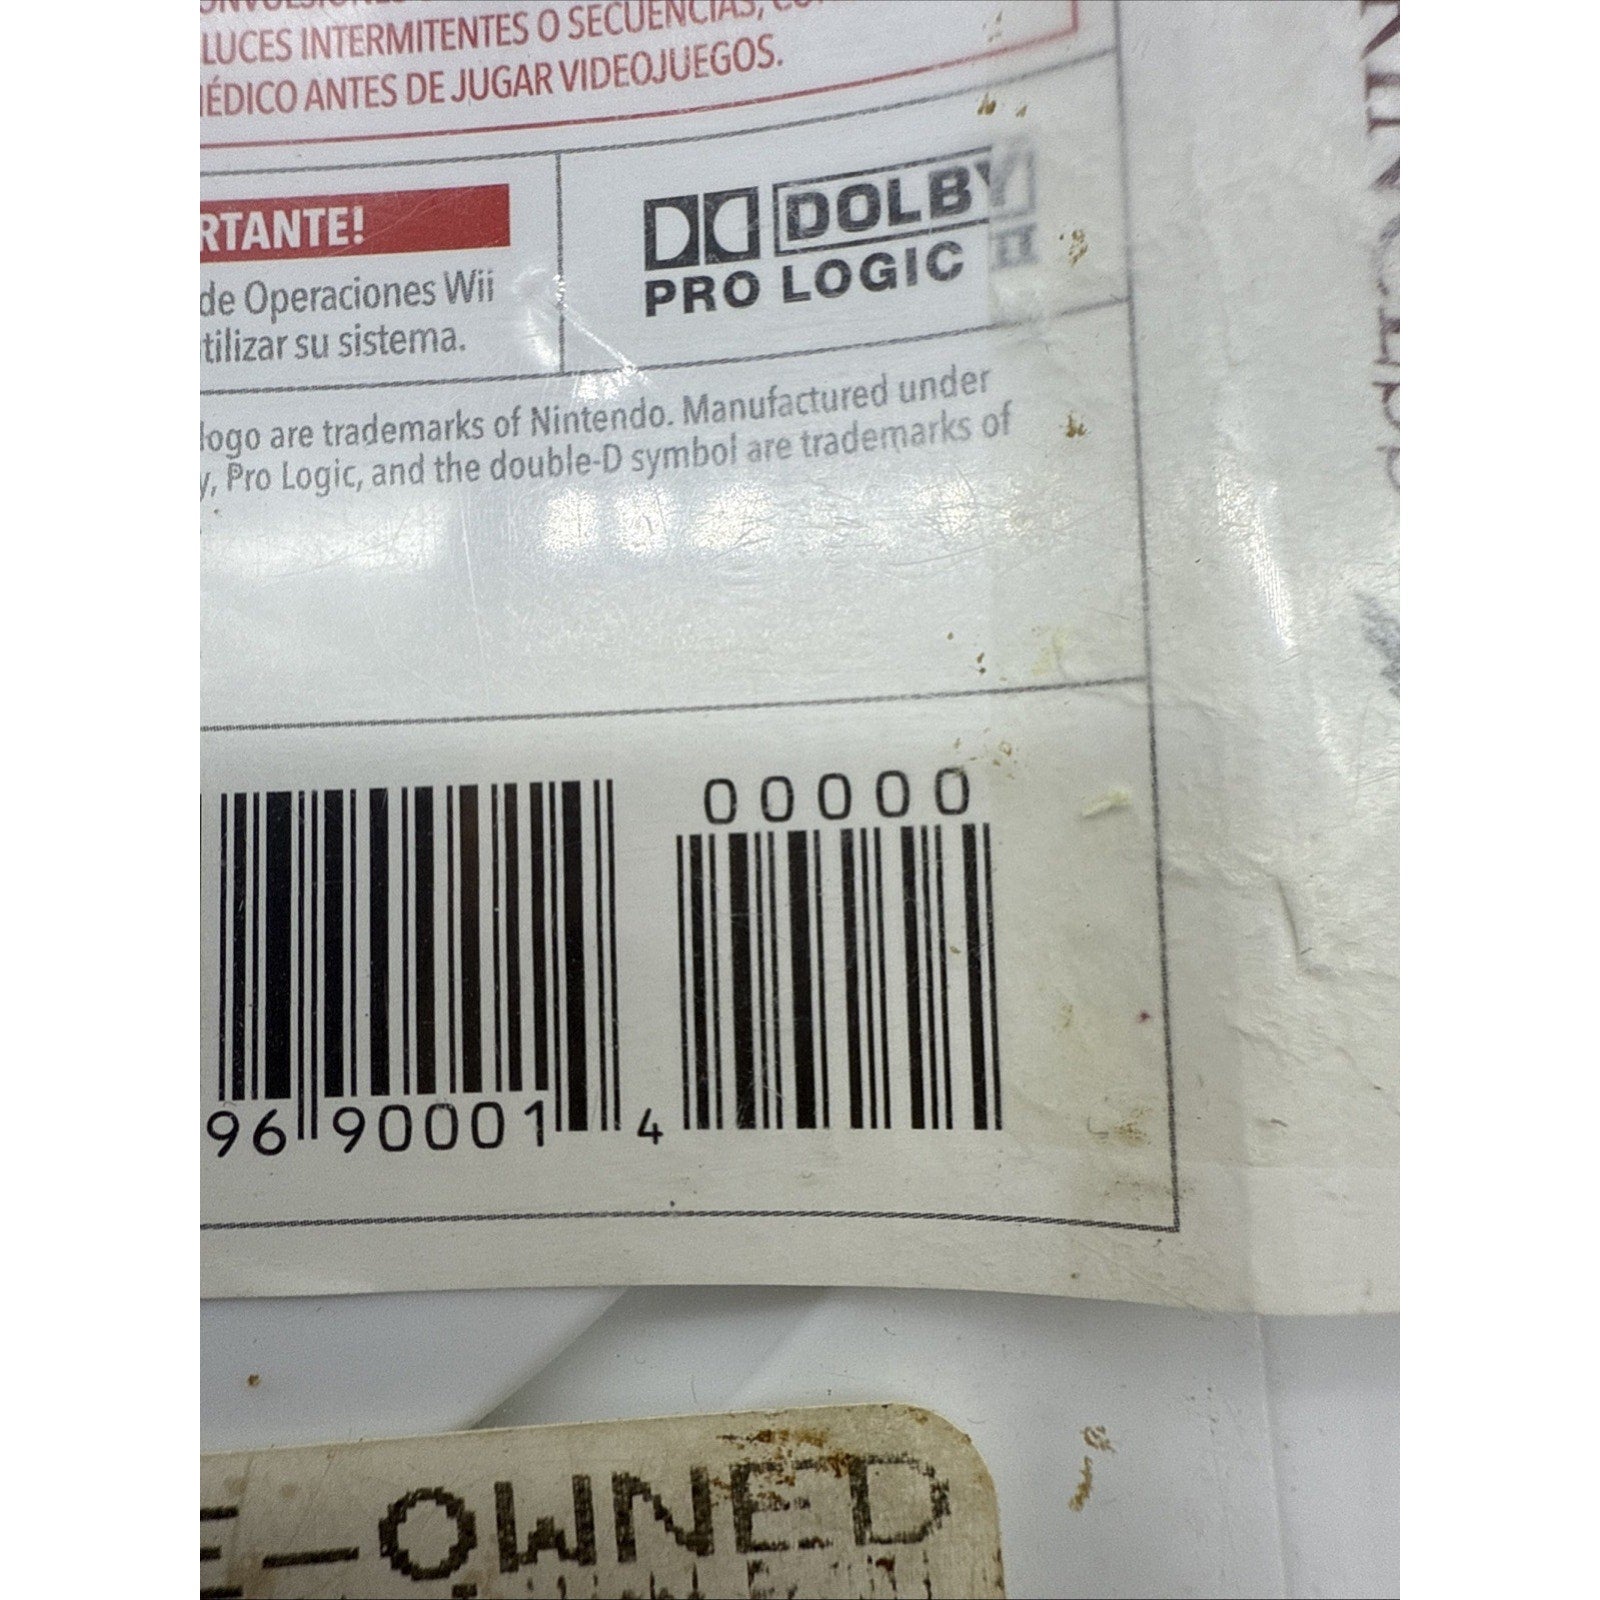 LUCES INTERMITENTES O SECUENCIAS,
ÉDICO ANTES DE JUGAR VIDEOJUEGOS.
RTANTE!
de Operaciones Wii
tilizar su sistema.
DOLBY
PRO LOGIC II
logo are trademarks of Nintendo. Manufactured under
y, Pro Logic, and the double-D symbol are trademarks of
00000
96 90001 4
E-OWNED